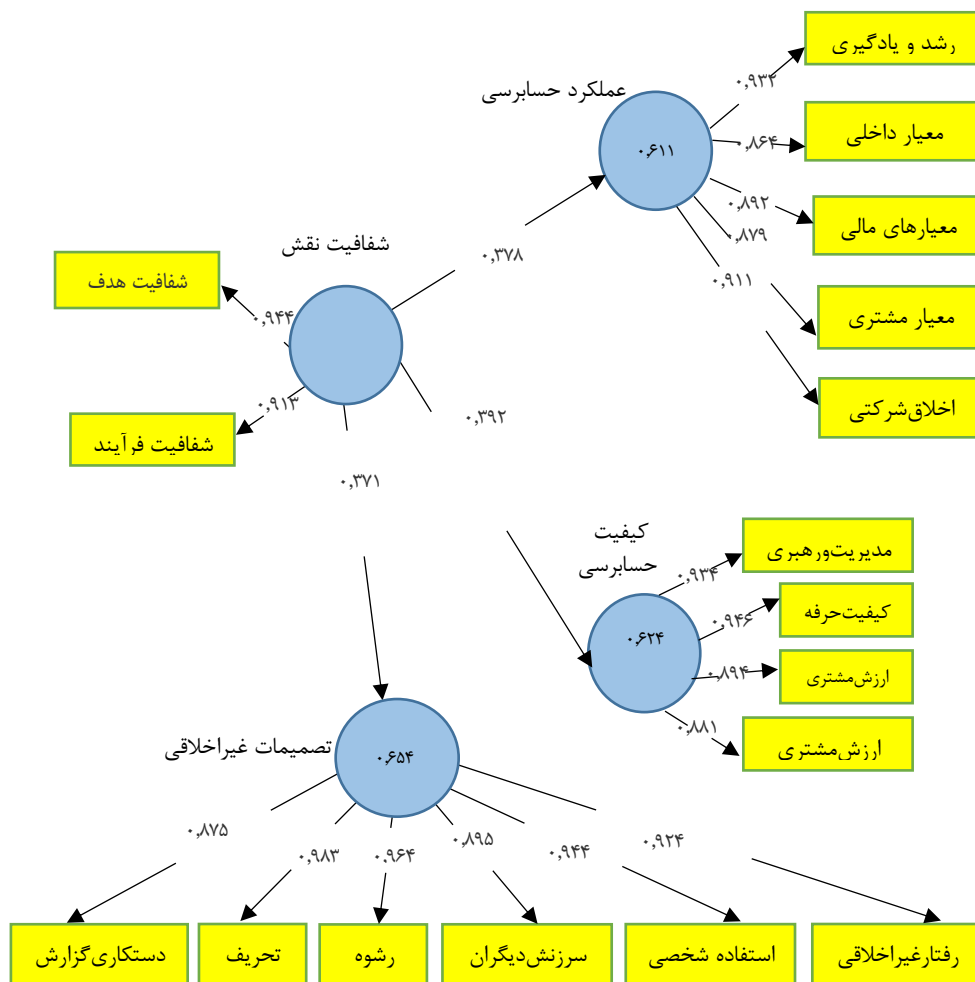 رشد و یادگیری
۰,۹۳۲
عملکرد حسابرسی
معیار داخلی
۰,۸۶۴
۰,۶۱۱
معیارهای مالی
۰,۸۹۲
۰,۸۷۹
شفافیت نقش
۰,۳۷۸
۰,۹۱۱
شفافیت هدف
معیار مشتری
۰,۹۴۴
اخلاق‌شرکتی
۰,۹۱۳
۰,۳۹۲
شفافیت فرآیند
۰,۳۷۱
کیفیت
حسابرسی
مدیریت‌ورهبری
۰,۹۳۴
کیفیت‌حرفه
۰,۹۴۶
۰,۶۲۴
ارزش‌مشتری
۰,۸۹۴
۰,۸۸۱
ارزش‌مشتری
تصمیمات غیراخلاقی
۰,۶۵۴
۰,۸۷۵
۰,۹۸۳
۰,۹۶۴
۰,۸۹۵
۰,۹۴۴
۰,۹۲۴
دستکاری‌گزارش
تحریف
رشوه
سرزنش‌دیگران
استفاده شخصی
رفتارغیراخلاقی